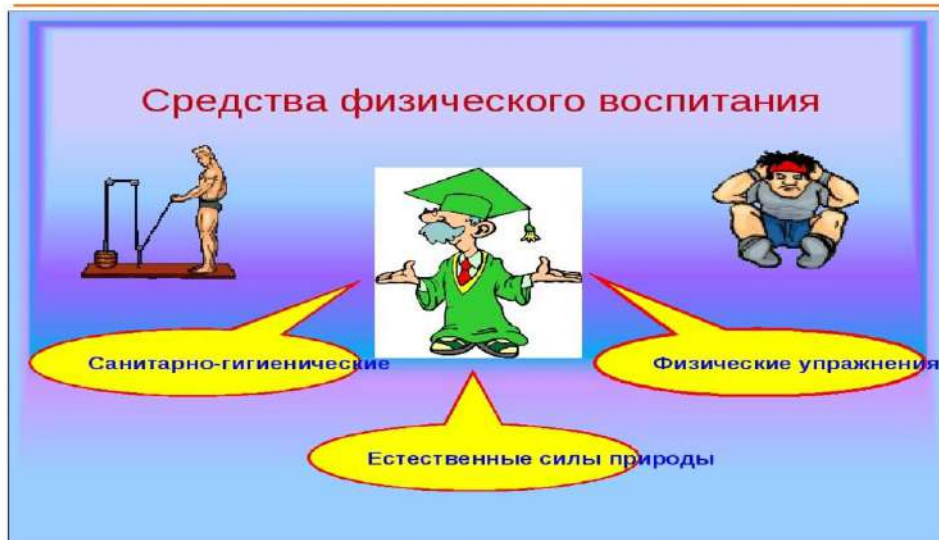 Средства физического воспитания
Санитарно-гигиенические
Физические упражнения
Естественные силы природы